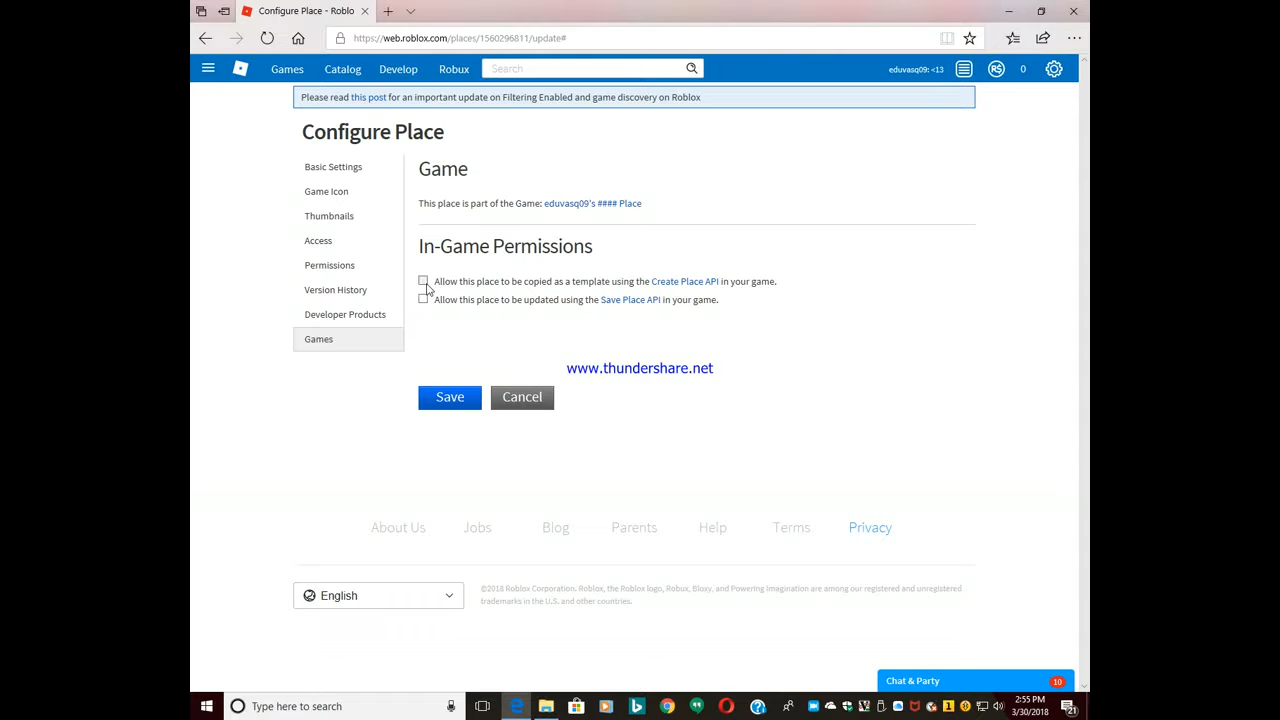 Configure Place - Roblo
https://web.roblox.com/places/1560296811/update#
Games Catalog Develop Robux Search eduvasq09: <13 0
Please read this post for an important update on Filtering Enabled and game discovery on Roblox
Configure Place
Basic Settings
Game Icon
Thumbnails
Access
Permissions
Version History
Developer Products
Games
Game
This place is part of the Game: eduvasq09's #### Place
In-Game Permissions
Allow this place to be copied as a template using the Create Place API in your game.
Allow this place to be updated using the Save Place API in your game.
www.thundershare.net
Save Cancel
About Us Jobs Blog Parents Help Terms Privacy
English
©2018 Roblox Corporation. Roblox, the Roblox logo, Robux, Bloxy, and Powering Imagination are among our registered and unregistered
trademarks in the U.S. and other countries.
Chat & Party 10
Type here to search
2:55 PM
3/30/2018
21